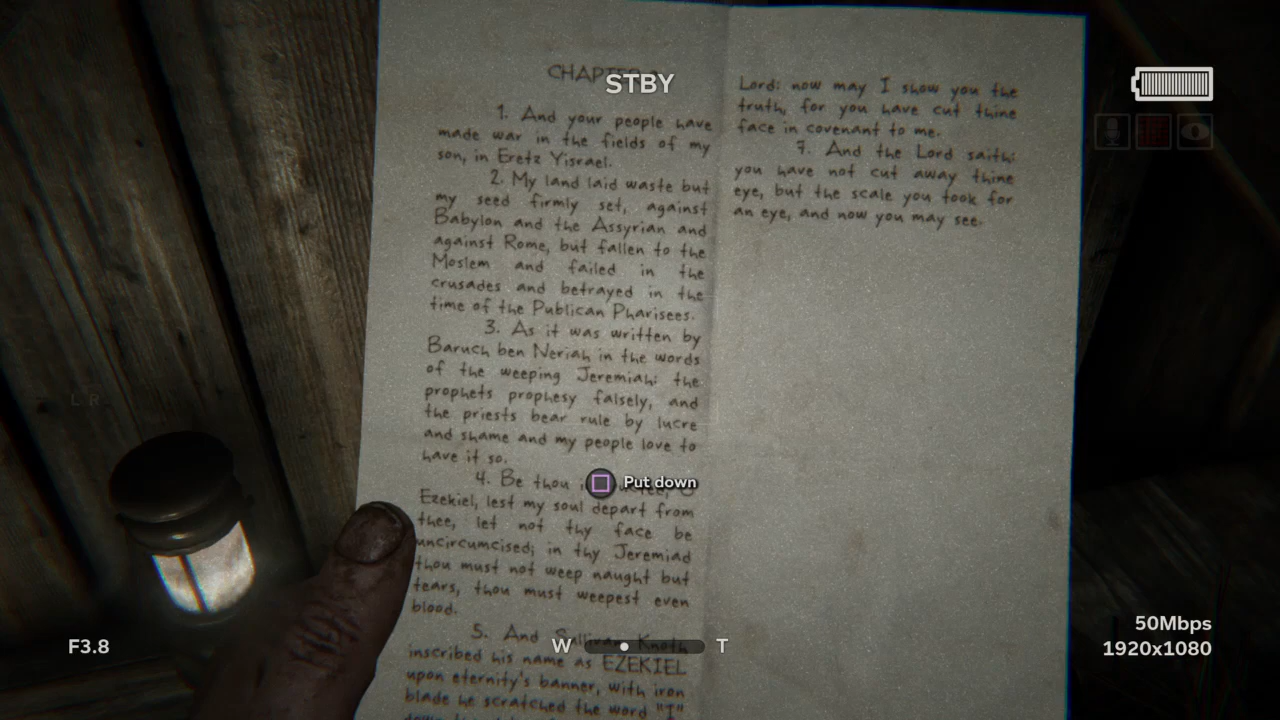 CHAPTER
STBY
1. And your people have
made war in the fields of my
son, in Eretz Yisrael.
2. My land laid waste but
my seed firmly set, against
Babylon and the Assyrian and
against Rome, but fallen to the
Moslem and failed in the
crusades and betrayed in the
time of the Publican Pharisees.
3. As it was written by
Baruch ben Neriah in the words
of the weeping Jeremiah: the
prophets prophesy falsely, and
the priests bear rule by lucre
and shame and my people love to
have it so.
4. Be thou O
Ezekiel, lest my soul depart from
thee, let not thy face be
uncircumcised; in thy Jeremiad
thou must not weep naught but
tears, thou must weepest even
blood.
5. And Sullivan Knoth
inscribed his name as EZEKIEL
upon eternity's banner, with iron
blade he scratched the word "I"
Lord: now may I show you the
truth, for you have cut thine
face in covenant to me.
7. And the Lord saith:
you have not cut away thine
eye, but the scale you took for
an eye, and now you may see.
Put down
L R
F3.8
W T
50Mbps
1920x1080